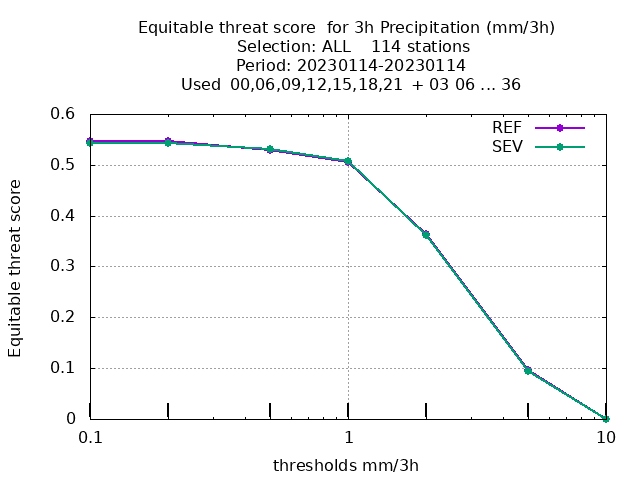 Equitable threat score  for 3h Precipitation (mm/3h)
Selection: ALL    114 stations
Period: 20230114-20230114
Used  00,06,09,12,15,18,21  + 03 06 ... 36
REF
SEV
0.6
0.5
0.4
0.3
0.2
0.1
0
Equitable threat score
0.1 1 10
thresholds mm/3h